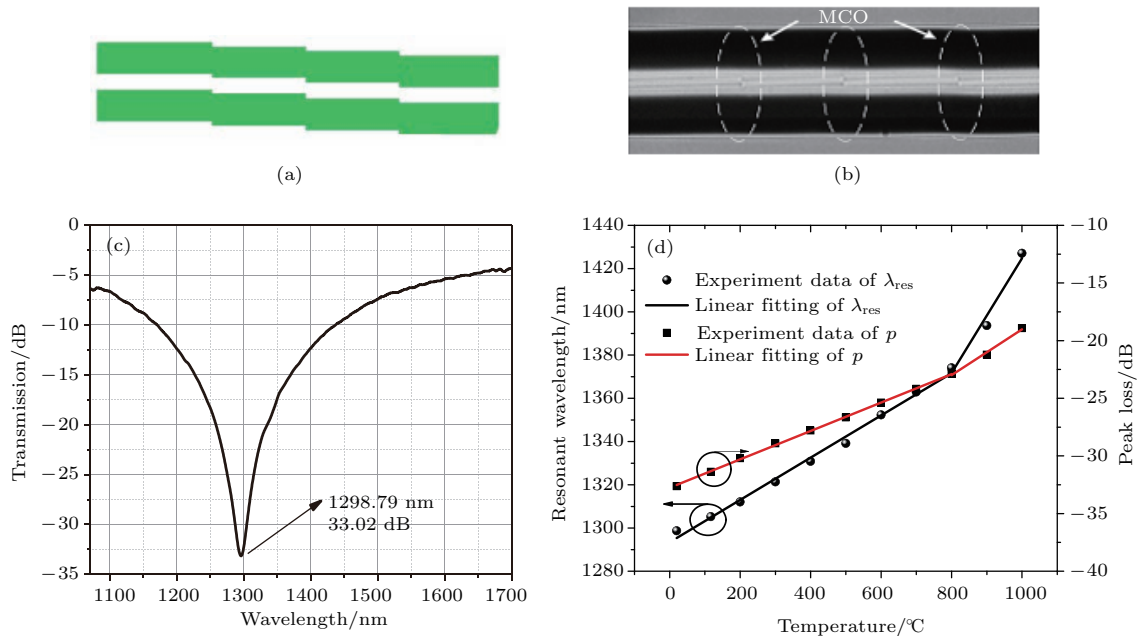 MCO
(a)
(b)
(c)
0
−5
−10
−15
−20
−25
−30
−35
Transmission/dB
1298.79 nm
33.02 dB
1100 1200 1300 1400 1500 1600 1700
Wavelength/nm
(d)
1440
1420
1400
1380
1360
1340
1320
1300
1280
Resonant wavelength/nm
Experiment data of λres
Linear fitting of λres
Experiment data of p
Linear fitting of p
−10
−15
−20
−25
−30
−35
−40
Peak loss/dB
0 200 400 600 800 1000
Temperature/℃